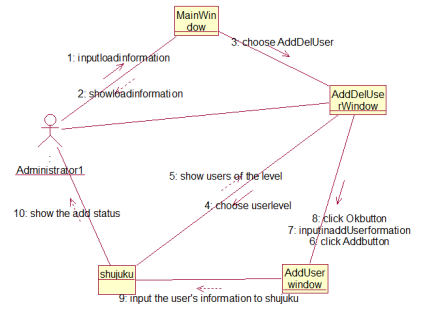 MainWin
dow
3: choose AddDelUser
1: inputloadinformation
2: showloadinformation
AddDelUse
rWindow
Administrator1
5: show users of the level
4: choose userlevel
10: show the add status
8: click Okbutton
7: inputinaddUserformation
6: click Addbutton
shujuku
AddUser
window
9: input the user's information to shujuku